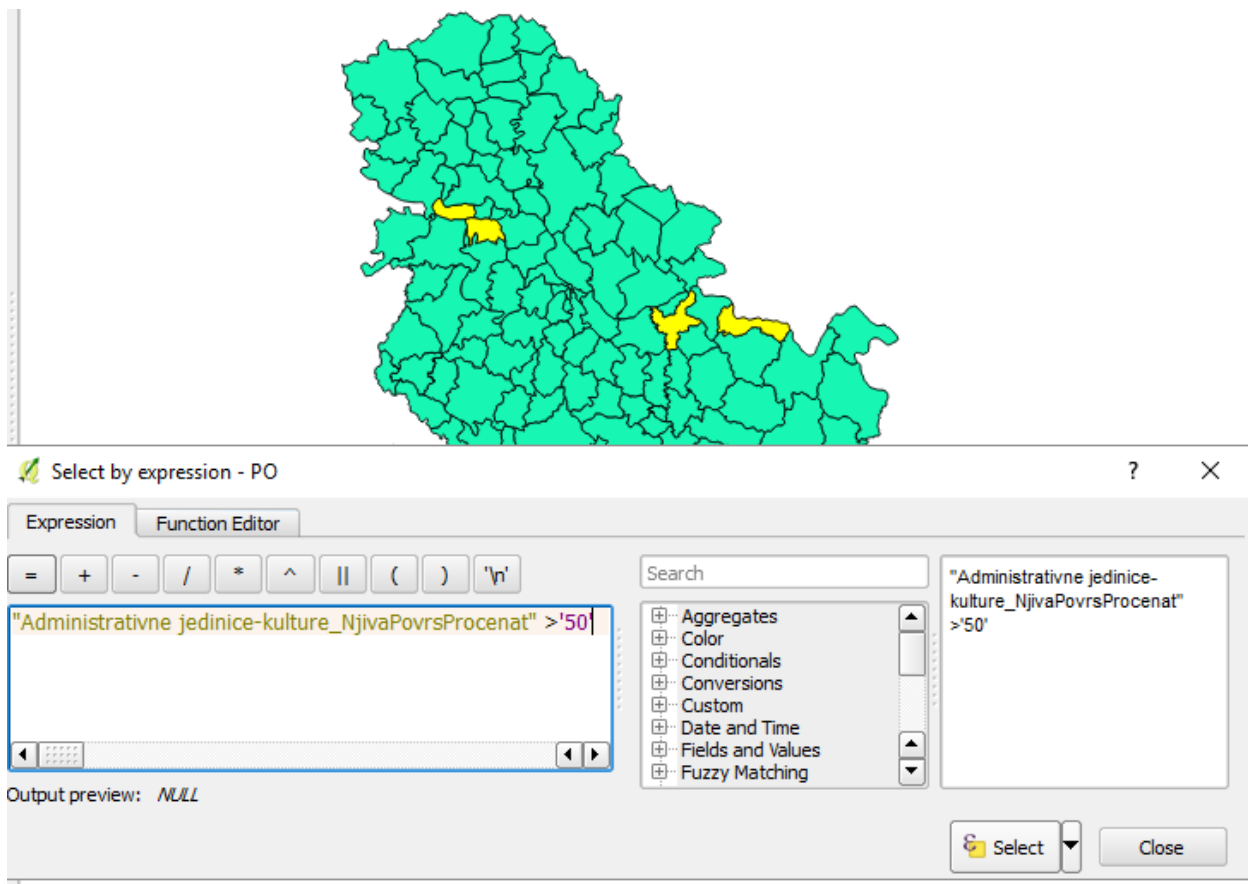 Select by expression - PO
?
Expression
Function Editor
= + - / * ^ || ( ) '\n'
"Administrativne jedinice-kulture_NjivaPovrsProcenat" >'50'
Output preview: NULL
Search
Aggregates
Color
Conditionals
Conversions
Custom
Date and Time
Fields and Values
Fuzzy Matching
"Administrativne jedinice-
kulture_NjivaPovrsProcenat"
>'50'
Select
Close